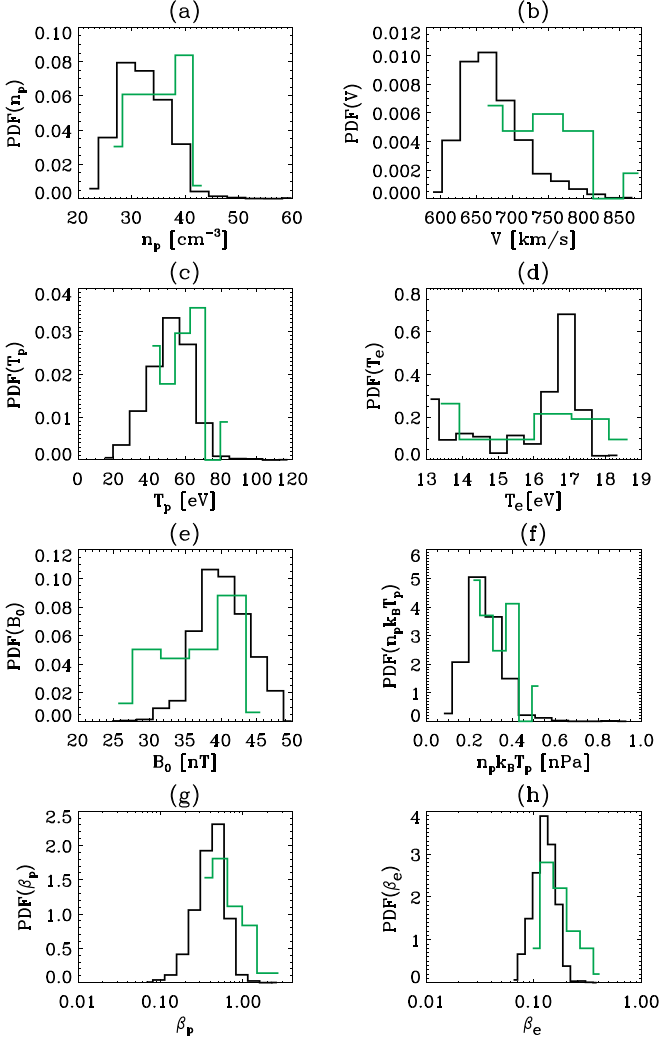 (a) (b)
PDF(n_p) 0.10 0.08 0.06 0.04 0.02 0.00
20 30 40 50 60
n_p [cm^-3]
PDF(V) 0.012 0.010 0.008 0.006 0.004 0.002 0.000
600 650 700 750 800 850
V [km/s]
(c) (d)
PDF(T_p) 0.04 0.03 0.02 0.01 0.00
0 20 40 60 80 100 120
T_p [eV]
PDF(T_e) 0.8 0.6 0.4 0.2 0.0
13 14 15 16 17 18 19
T_e[eV]
(e) (f)
PDF(B_0) 0.12 0.10 0.08 0.06 0.04 0.02 0.00
20 25 30 35 40 45 50
B_0 [nT]
PDF(n_pk_BT_p) 6 5 4 3 2 1 0
0.0 0.2 0.4 0.6 0.8 1.0
n_pk_BT_p [nPa]
(g) (h)
PDF(β_p) 2.5 2.0 1.5 1.0 0.5 0.0
0.01 0.10 1.00
β_p
PDF(β_e) 4 3 2 1 0
0.01 0.10 1.00
β_e